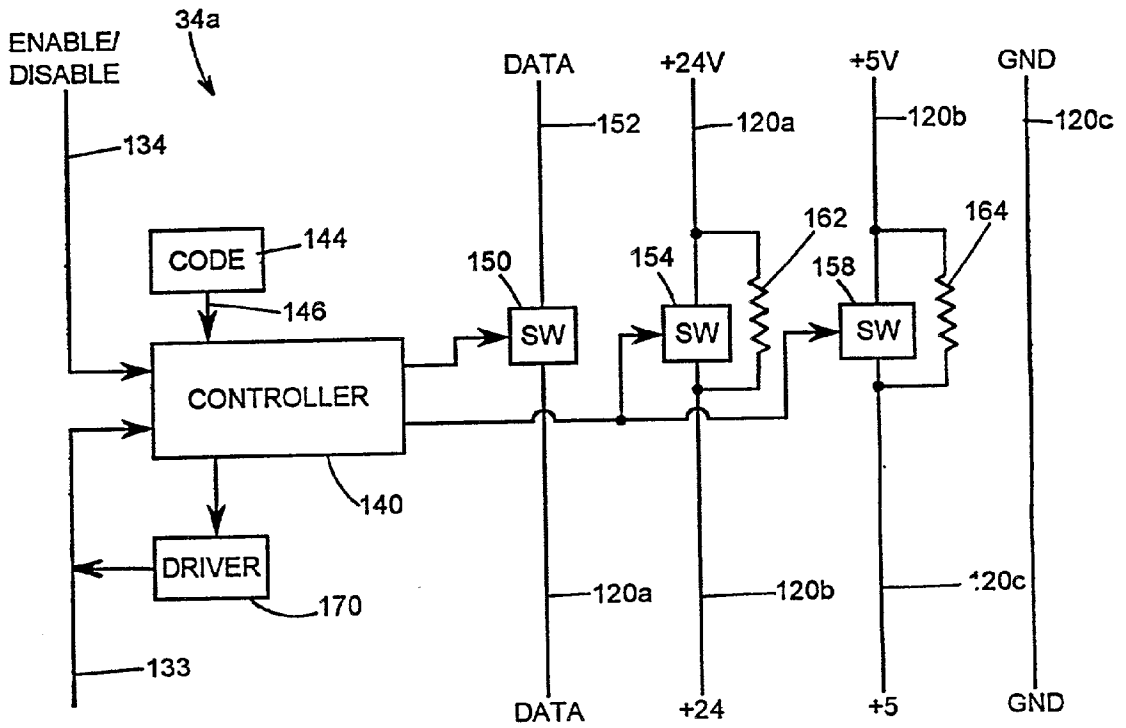 34a
ENABLE/
DISABLE
DATA
+24V
+5V
GND
134
152
120a
120b
120c
CODE
144
146
150
SW
154
SW
162
158
SW
164
CONTROLLER
140
DRIVER
170
133
120a
120b
120c
DATA
+24
+5
GND